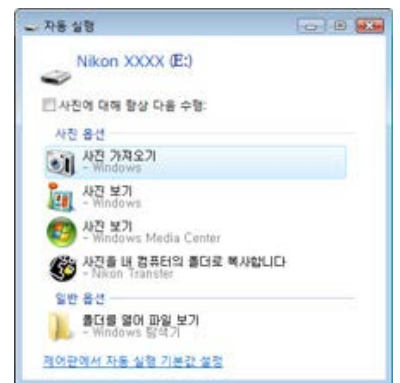 자동 실행
Nikon XXXX (E:)
사진에 대해 항상 다음 수행:
사진 옵션
사진 가져오기
- Windows
사진 보기
- Windows
사진 보기
- Windows Media Center
사진을 내 컴퓨터의 폴더로 복사합니다
- Nikon Transfer
일반 옵션
폴더를 열어 파일 보기
- Windows 탐색기
제어판에서 자동 실행 기본값 설정